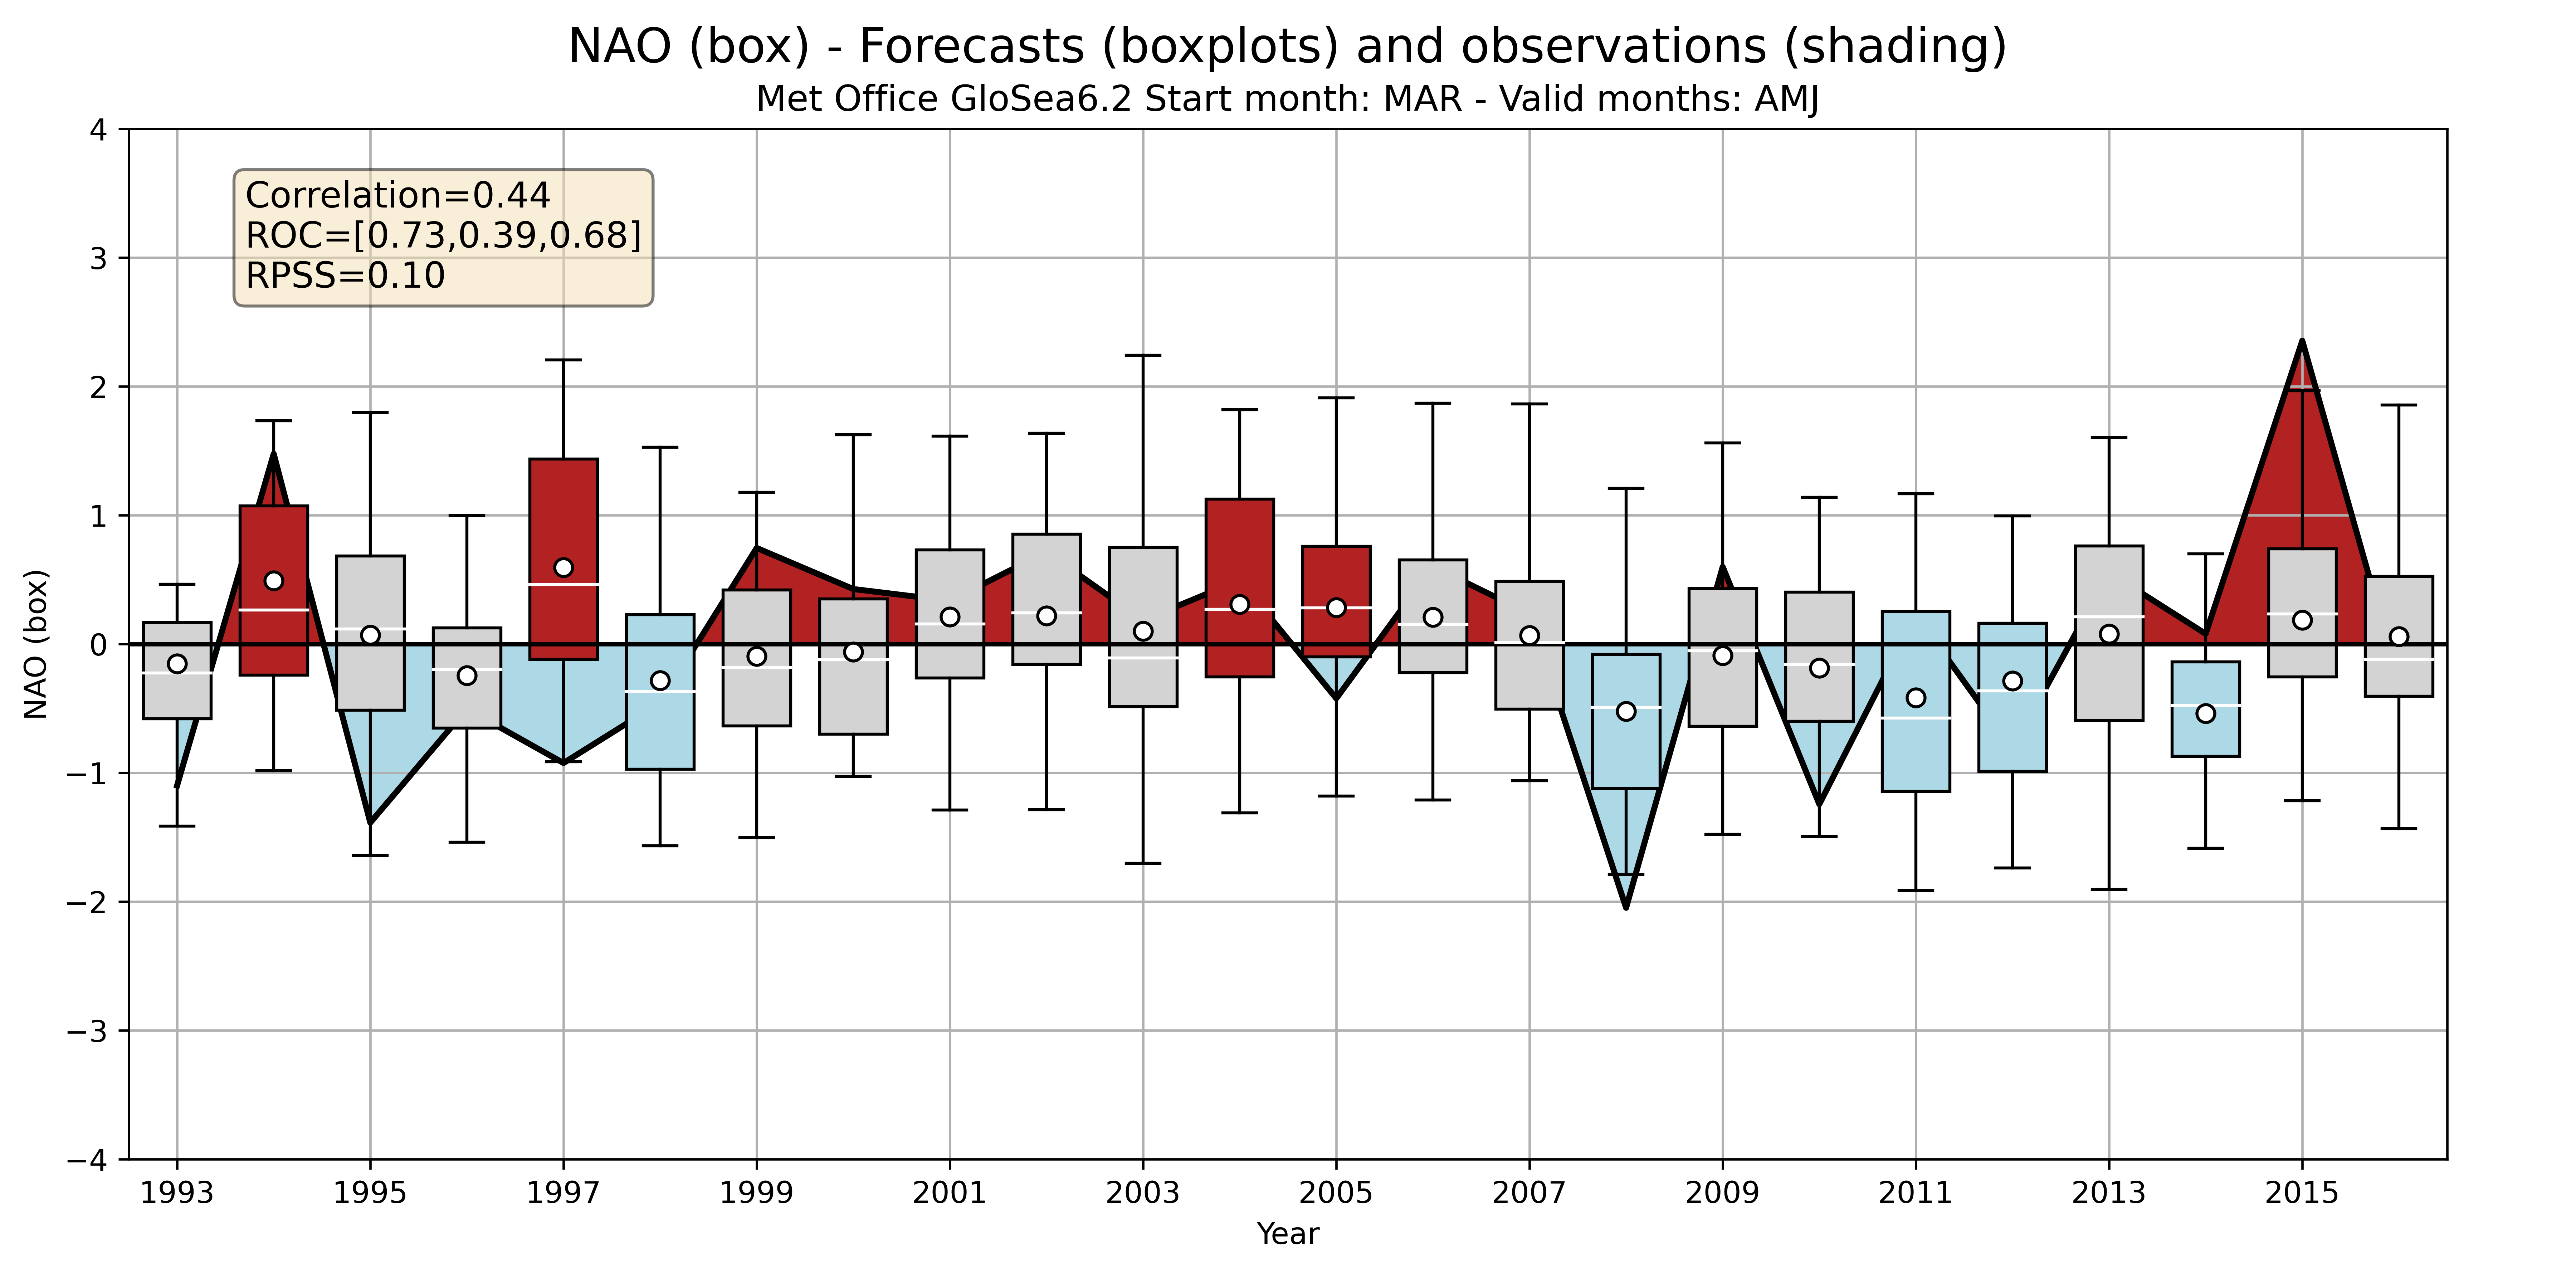 NAO (box) - Forecasts (boxplots) and observations (shading)
Met Office GloSea6.2 Start month: MAR - Valid months: AMJ
Correlation=0.44
ROC=[0.73,0.39,0.68]
RPSS=0.10
NAO (box)
4
3
2
1
0
−1
−2
−3
−4
1993 1995 1997 1999 2001 2003 2005 2007 2009 2011 2013 2015
Year